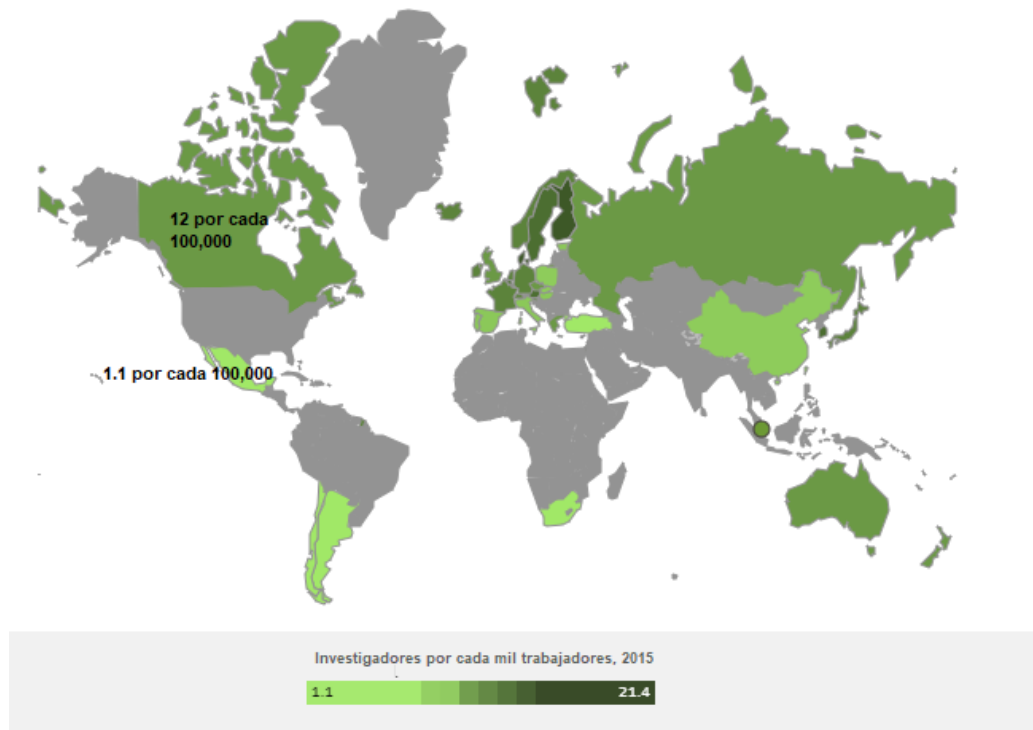 12 por cada
100,000
1.1 por cada 100,000
Investigadores por cada mil trabajadores, 2015
1.1
21.4